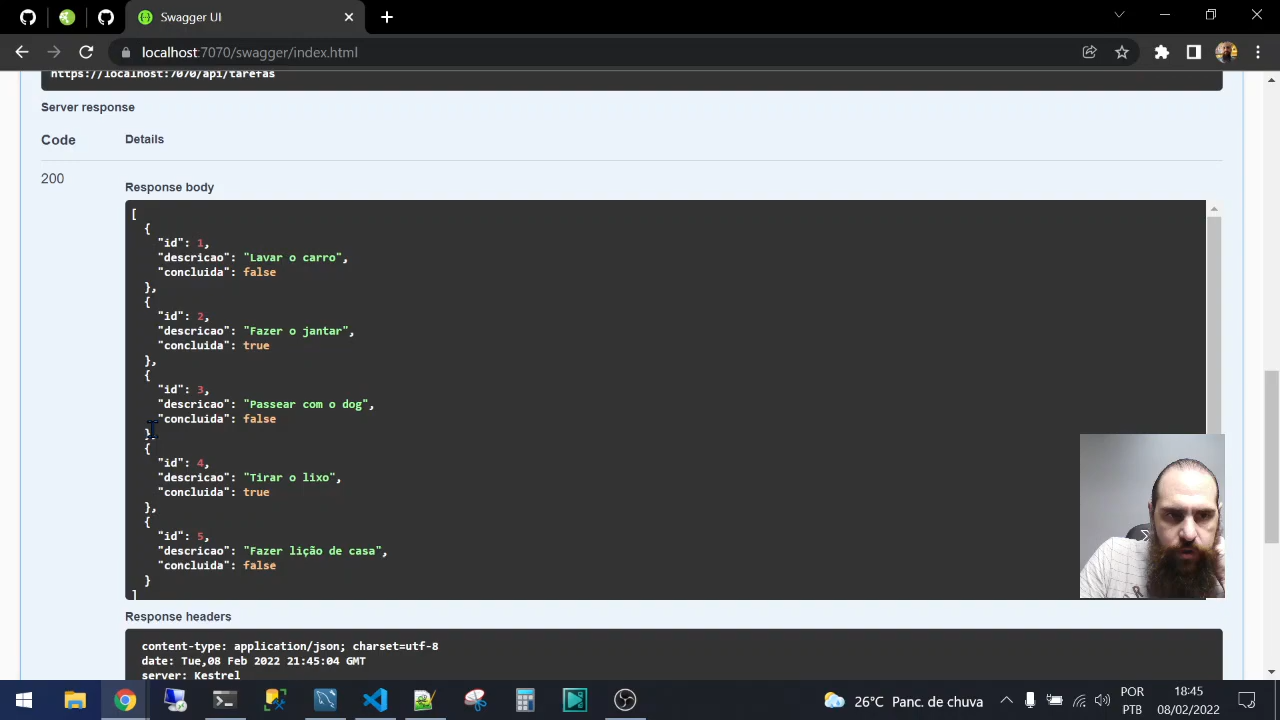 Swagger UI
localhost:7070/swagger/index.html
https://localhost:7070/api/tarefas
Server response
Code
Details
200
Response body
[
{
"id": 1,
"descricao": "Lavar o carro",
"concluida": false
},
{
"id": 2,
"descricao": "Fazer o jantar",
"concluida": true
},
{
"id": 3,
"descricao": "Passear com o dog",
"concluida": false
},
{
"id": 4,
"descricao": "Tirar o lixo",
"concluida": true
},
{
"id": 5,
"descricao": "Fazer lição de casa",
"concluida": false
}
]
Response headers
content-type: application/json; charset=utf-8
date: Tue,08 Feb 2022 21:45:04 GMT
server: Kestrel
26°C Panc. de chuva
POR
PTB
18:45
08/02/2022